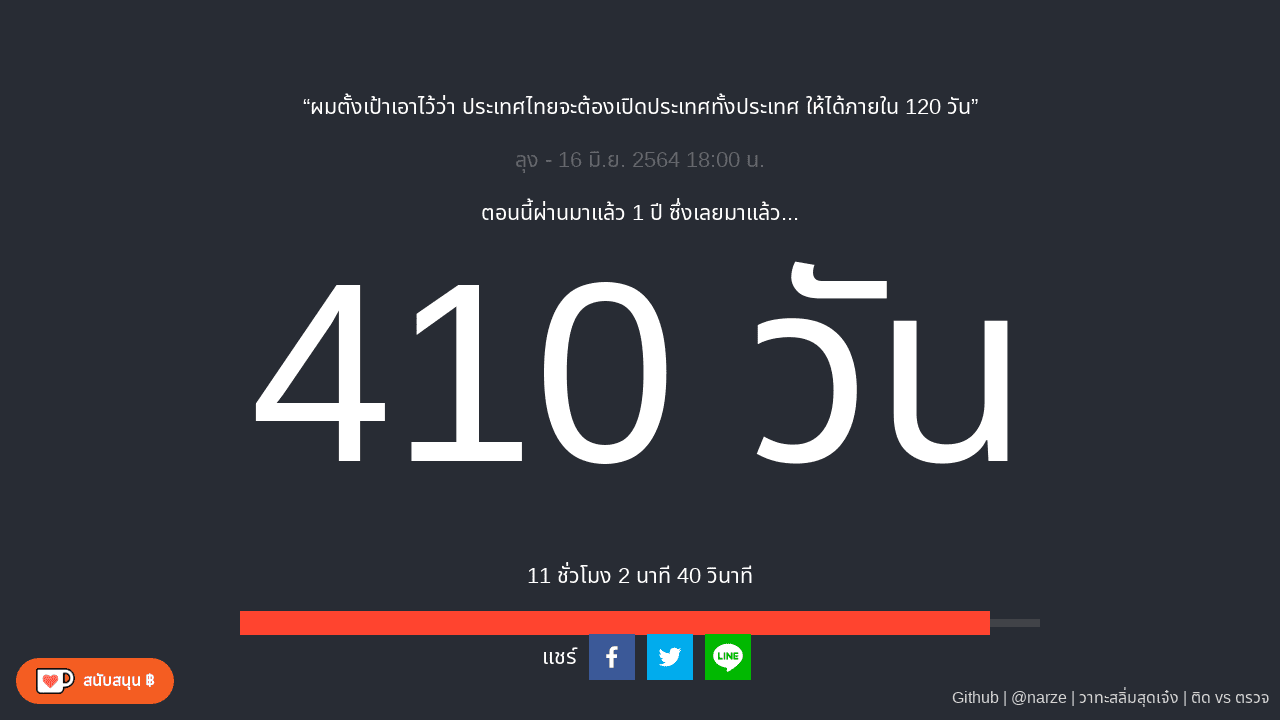 “ผมตั้งเป้าเอาไว้ว่า ประเทศไทยจะต้องเปิดประเทศทั้งประเทศ ให้ได้ภายใน 120 วัน”
ลุง - 16 มิ.ย. 2564 18:00 น.
ตอนนี้ผ่านมาแล้ว 1 ปี ซึ่งเลยมาแล้ว...
410 วัน
11 ชั่วโมง 2 นาที 40 วินาที
แชร์
LINE
สนับสนุน ฿
Github | @narze | วาทะสลิ่มสุดเจ๋ง | ติด vs ตรวจ